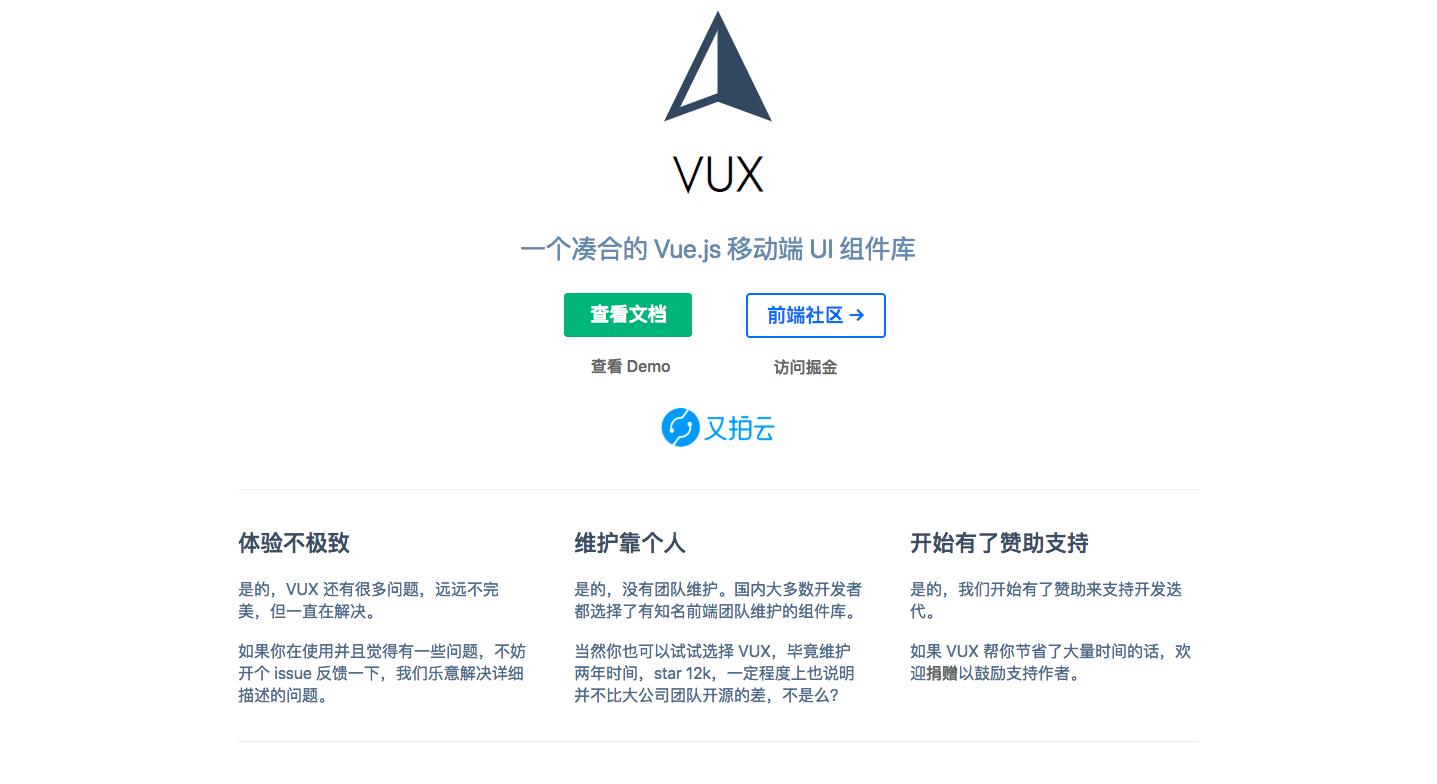 VUX
一个凑合的 Vue.js 移动端 UI 组件库
查看文档
前端社区 →
查看 Demo
访问掘金
又拍云
体验不极致
是的，VUX 还有很多问题，远远不完
美，但一直在解决。
如果你在使用并且觉得有一些问题，不妨
开个 issue 反馈一下，我们乐意解决详细
描述的问题。
维护靠个人
是的，没有团队维护。国内大多数开发者
都选择了有知名前端团队维护的组件库。
当然你也可以试试选择 VUX，毕竟维护
两年时间，star 12k，一定程度上也说明
并不比大公司团队开源的差，不是么？
开始有了赞助支持
是的，我们开始有了赞助来支持开发迭
代。
如果 VUX 帮你节省了大量时间的话，欢
迎捐赠以鼓励支持作者。